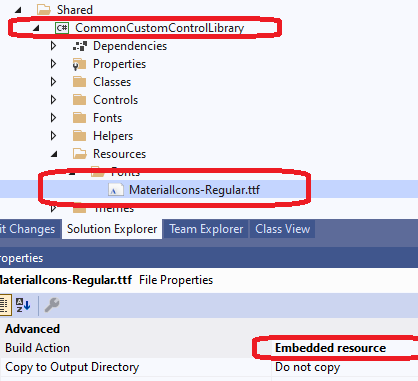 Shared
CommonCustomControlLibrary
Dependencies
Properties
Classes
Controls
Fonts
Helpers
Resources
Fonts
MaterialIcons-Regular.ttf
Themes
it Changes Solution Explorer Team Explorer Class View
roperties
MaterialIcons-Regular.ttf File Properties
Advanced
Build Action Embedded resource
Copy to Output Directory Do not copy